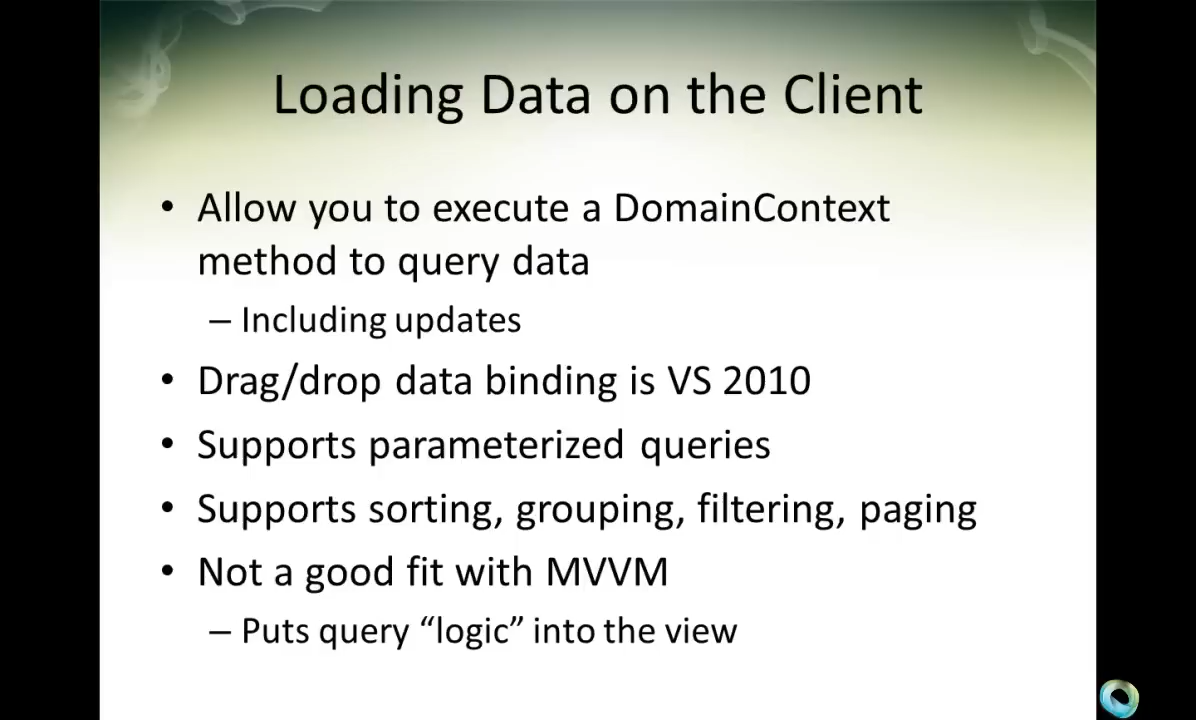 Loading Data on the Client
• Allow you to execute a DomainContext
method to query data
– Including updates
• Drag/drop data binding is VS 2010
• Supports parameterized queries
• Supports sorting, grouping, filtering, paging
• Not a good fit with MVVM
– Puts query “logic” into the view